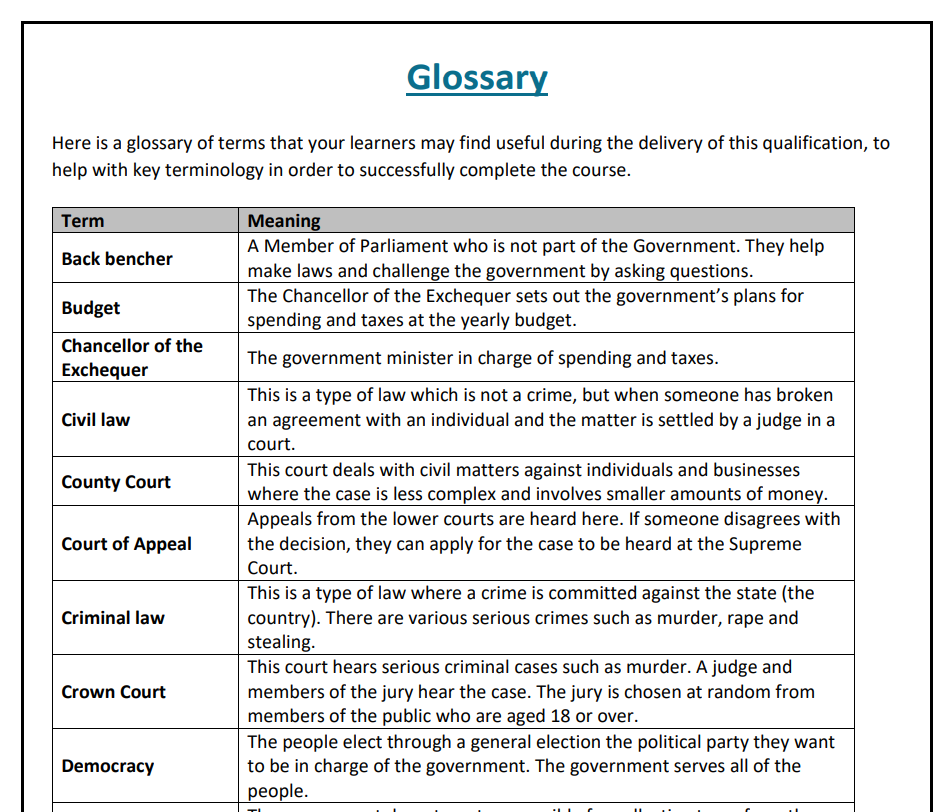 Glossary
Here is a glossary of terms that your learners may find useful during the delivery of this qualification, to
help with key terminology in order to successfully complete the course.
Term Meaning
Back bencher
A Member of Parliament who is not part of the Government. They help
make laws and challenge the government by asking questions.
Budget
The Chancellor of the Exchequer sets out the government’s plans for
spending and taxes at the yearly budget.
Chancellor of the
Exchequer
The government minister in charge of spending and taxes.
Civil law
This is a type of law which is not a crime, but when someone has broken
an agreement with an individual and the matter is settled by a judge in a
court.
County Court
This court deals with civil matters against individuals and businesses
where the case is less complex and involves smaller amounts of money.
Court of Appeal
Appeals from the lower courts are heard here. If someone disagrees with
the decision, they can apply for the case to be heard at the Supreme
Court.
Criminal law
This is a type of law where a crime is committed against the state (the
country). There are various serious crimes such as murder, rape and
stealing.
Crown Court
This court hears serious criminal cases such as murder. A judge and
members of the jury hear the case. The jury is chosen at random from
members of the public who are aged 18 or over.
Democracy
The people elect through a general election the political party they want
to be in charge of the government. The government serves all of the
people.